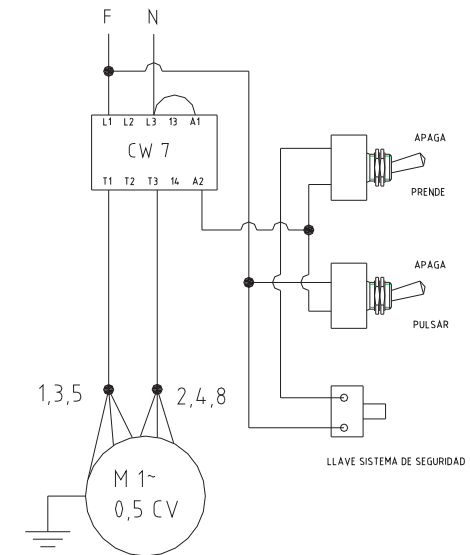 F N
L1 L2 L3 13 A1
CW 7
T1 T2 T3 14 A2
APAGA
PRENDE
APAGA
PULSAR
1,3,5 2,4,8
LLAVE SISTEMA DE SEGURIDAD
M 1~
0,5 CV